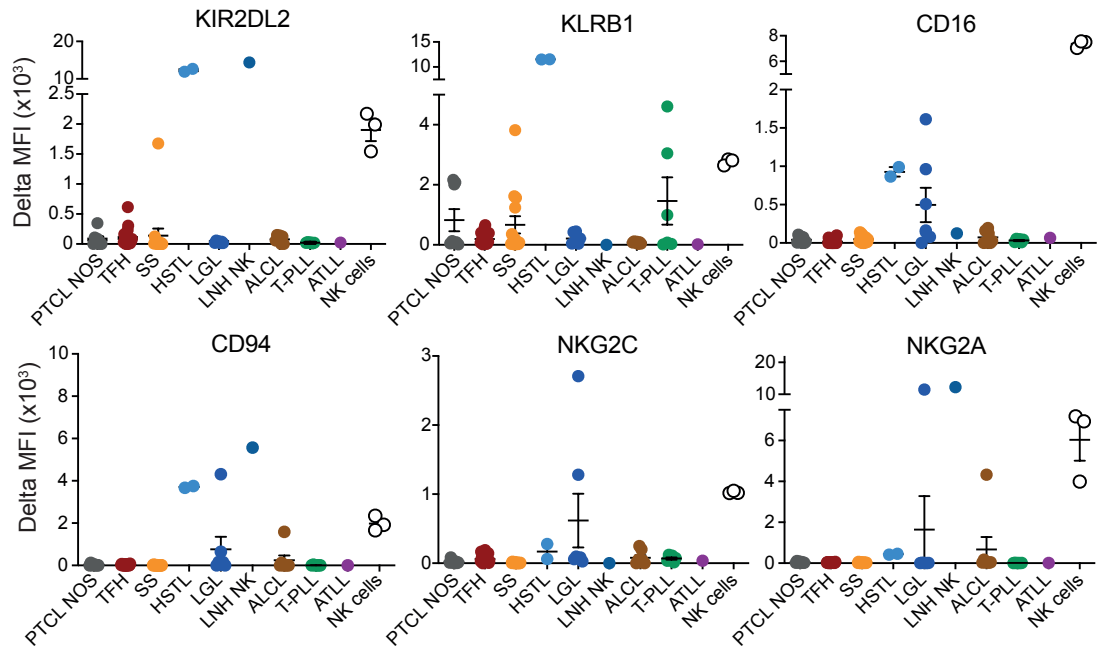 KIR2DL2
KLRB1
CD16
Delta MFI (x10³)
20
10
2.5
2
1.5
1
0.5
0
PTCL NOS
TFH
SS
HSTL
LGL
LNH NK
ALCL
T-PLL
ATLL
NK cells
15
10
4
2
0
PTCL NOS
TFH
SS
HSTL
LGL
LNH NK
ALCL
T-PLL
ATLL
NK cells
8
6
2
1.5
1
0.5
0
PTCL NOS
TFH
SS
HSTL
LGL
LNH NK
ALCL
T-PLL
ATLL
NK cells
CD94
NKG2C
NKG2A
Delta MFI (x10³)
10
8
6
4
2
0
PTCL NOS
TFH
SS
HSTL
LGL
LNH NK
ALCL
T-PLL
ATLL
NK cells
3
2
1
0
PTCL NOS
TFH
SS
HSTL
LGL
LNH NK
ALCL
T-PLL
ATLL
NK cells
20
10
6
4
2
0
PTCL NOS
TFH
SS
HSTL
LGL
LNH NK
ALCL
T-PLL
ATLL
NK cells